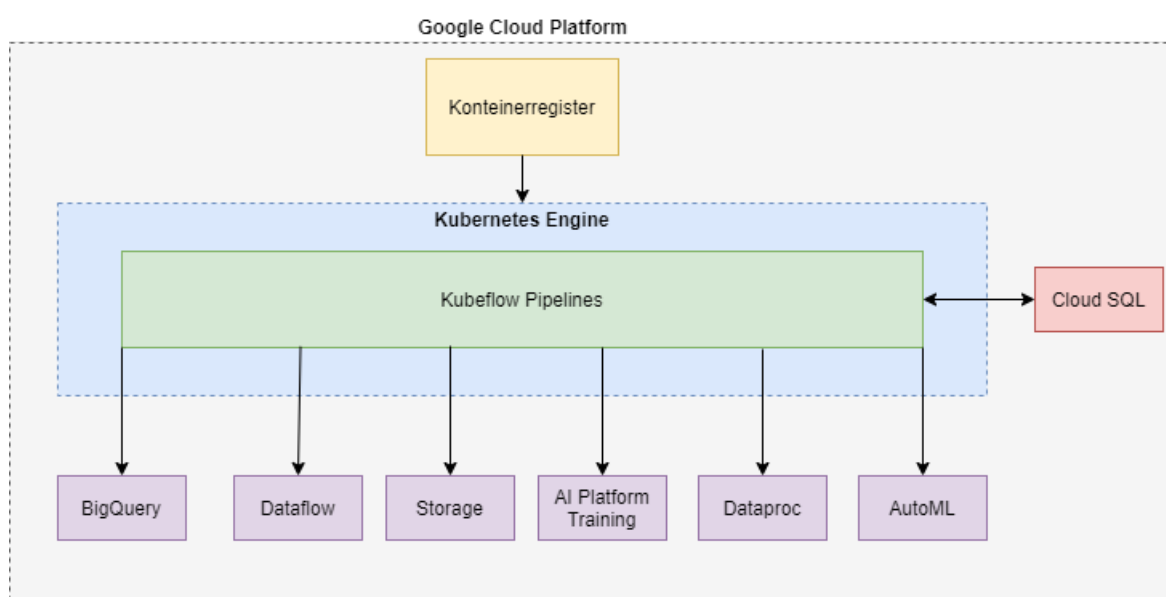 Google Cloud Platform
Konteinerregister
Kubernetes Engine
Kubeflow Pipelines
Cloud SQL
BigQuery
Dataflow
Storage
AI Platform
Training
Dataproc
AutoML